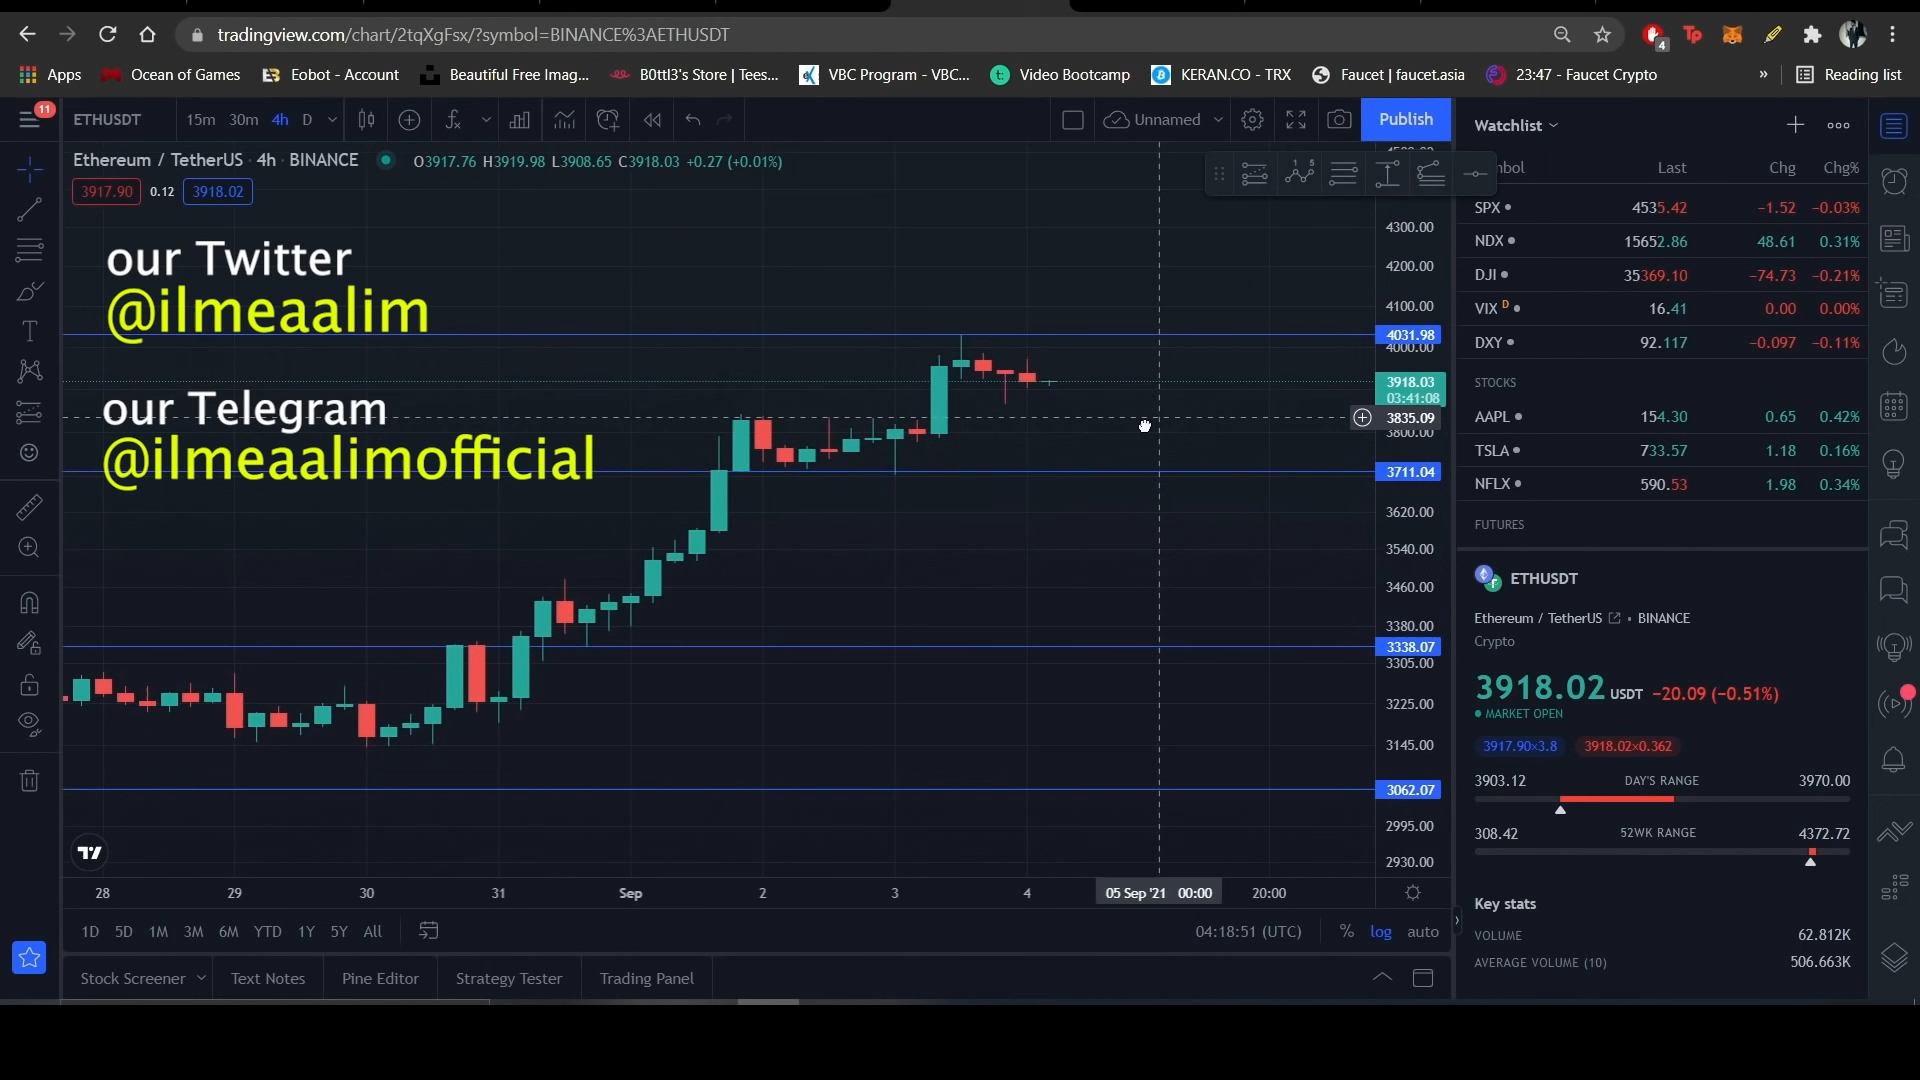 tradingview.com/chart/2tqXgFsx/?symbol=BINANCE%3AETHUSDT
4
Apps Ocean of Games Eobot - Account Beautiful Free Imag... B0ttl3's Store | Tees... VBC Program - VBC... Video Bootcamp KERAN.CO - TRX Faucet | faucet.asia 23:47 - Faucet Crypto » Reading list
11 ETHUSDT 15m 30m 4h D Unnamed Publish
Watchlist
Ethereum / TetherUS · 4h · BINANCE O3917.76 H3919.98 L3908.65 C3918.03 +0.27 (+0.01%)
3917.90 0.12 3918.02
Last Chg Chg%
SPX 4535.42 −1.52 −0.03%
NDX 15652.86 48.61 0.31%
DJI 35369.10 −74.73 −0.21%
VIX D 16.41 0.00 0.00%
DXY 92.117 −0.097 −0.11%
STOCKS
AAPL 154.30 0.65 0.42%
TSLA 733.57 1.18 0.16%
NFLX 590.53 1.98 0.34%
FUTURES
our Twitter
@ilmeaalim
our Telegram
@ilmeaalimofficial
4300.00
4200.00
4100.00
4031.98
4000.00
3918.03
03:41:08
3835.09
3800.00
3711.04
3620.00
3540.00
3460.00
3380.00
3338.07
3305.00
3225.00
3145.00
3062.07
2995.00
2930.00
28 29 30 31 Sep 2 3 4 05 Sep '21 00:00 20:00
1D 5D 1M 3M 6M YTD 1Y 5Y All 04:18:51 (UTC) % log auto
Stock Screener Text Notes Pine Editor Strategy Tester Trading Panel
ETHUSDT
Ethereum / TetherUS • BINANCE
Crypto
3918.02 USDT −20.09 (−0.51%)
MARKET OPEN
3917.90×3.8 3918.02×0.362
3903.12 DAY'S RANGE 3970.00
308.42 52WK RANGE 4372.72
Key stats
VOLUME 62.812K
AVERAGE VOLUME (10) 506.663K